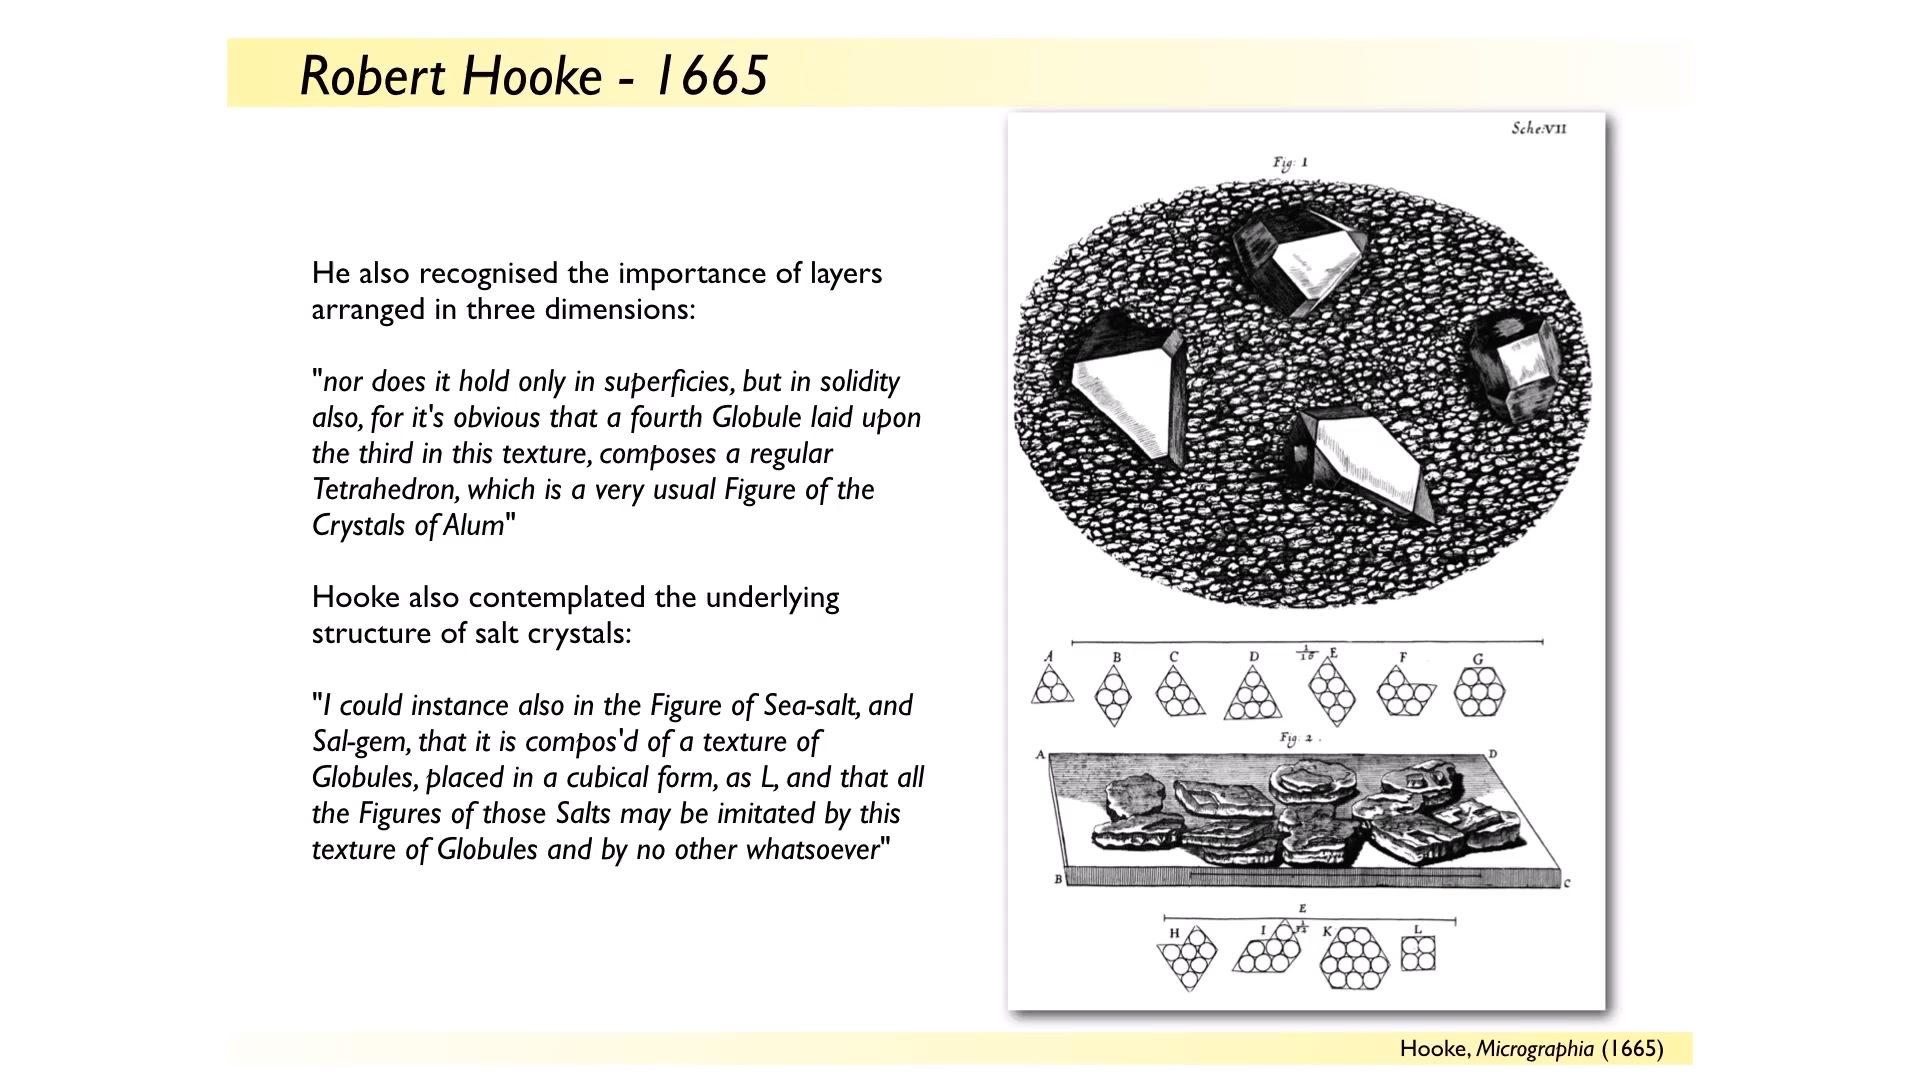 Robert Hooke - 1665
He also recognised the importance of layers
arranged in three dimensions:
"nor does it hold only in superficies, but in solidity
also, for it's obvious that a fourth Globule laid upon
the third in this texture, composes a regular
Tetrahedron, which is a very usual Figure of the
Crystals of Alum"
Hooke also contemplated the underlying
structure of salt crystals:
"I could instance also in the Figure of Sea-salt, and
Sal-gem, that it is compos'd of a texture of
Globules, placed in a cubical form, as L, and that all
the Figures of those Salts may be imitated by this
texture of Globules and by no other whatsoever"
Sche:VII
Fig: 1
A B C D 1/16 E F G
Fig: 2.
A D
B C
E
H I 1/32 K L
Hooke, Micrographia (1665)